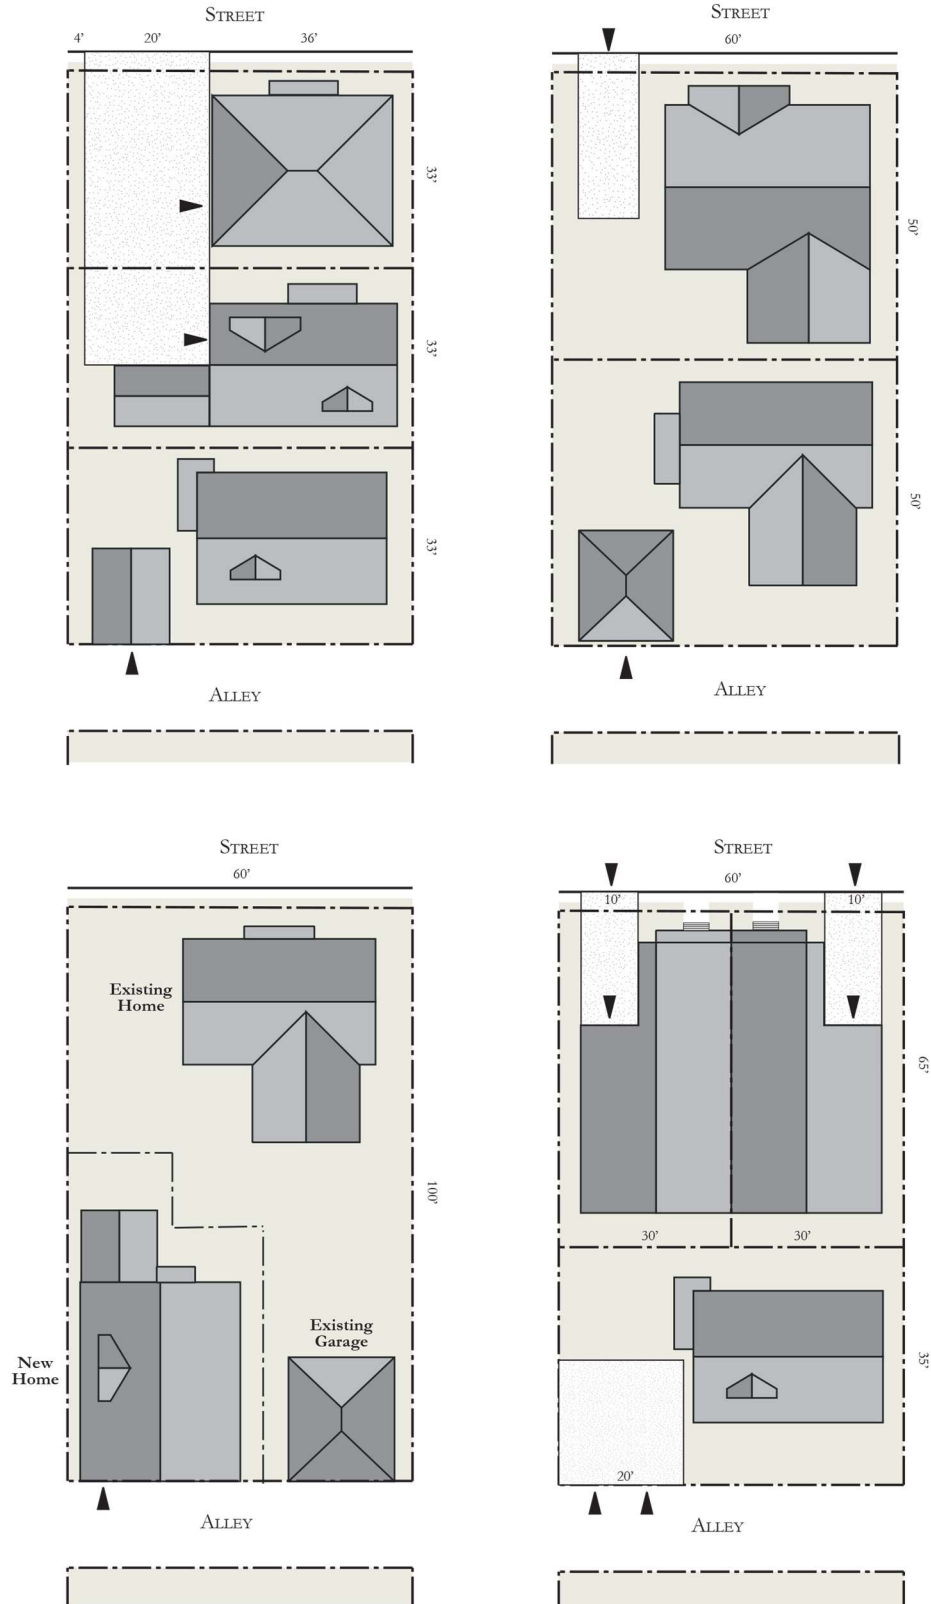 STREET
4' 20' 36'
33'
33'
33'
ALLEY
STREET
60'
50'
50'
ALLEY
STREET
60'
Existing
Home
100'
Existing
Garage
New
Home
ALLEY
STREET
60'
10' 10'
65'
30' 30'
35'
20'
ALLEY